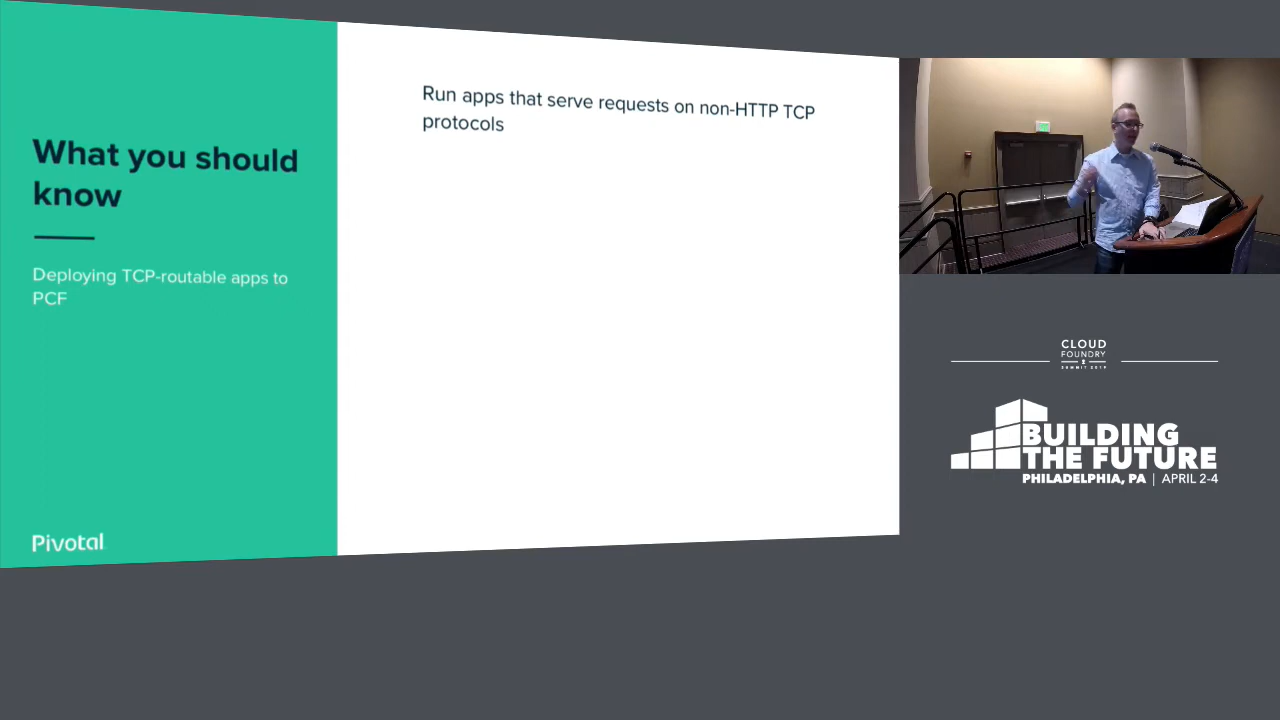 What you should
know
Deploying TCP-routable apps to
PCF
Pivotal
Run apps that serve requests on non-HTTP TCP
protocols
CLOUD
FOUNDRY
SUMMIT 2019
BUILDING
THE FUTURE
PHILADELPHIA, PA | APRIL 2-4